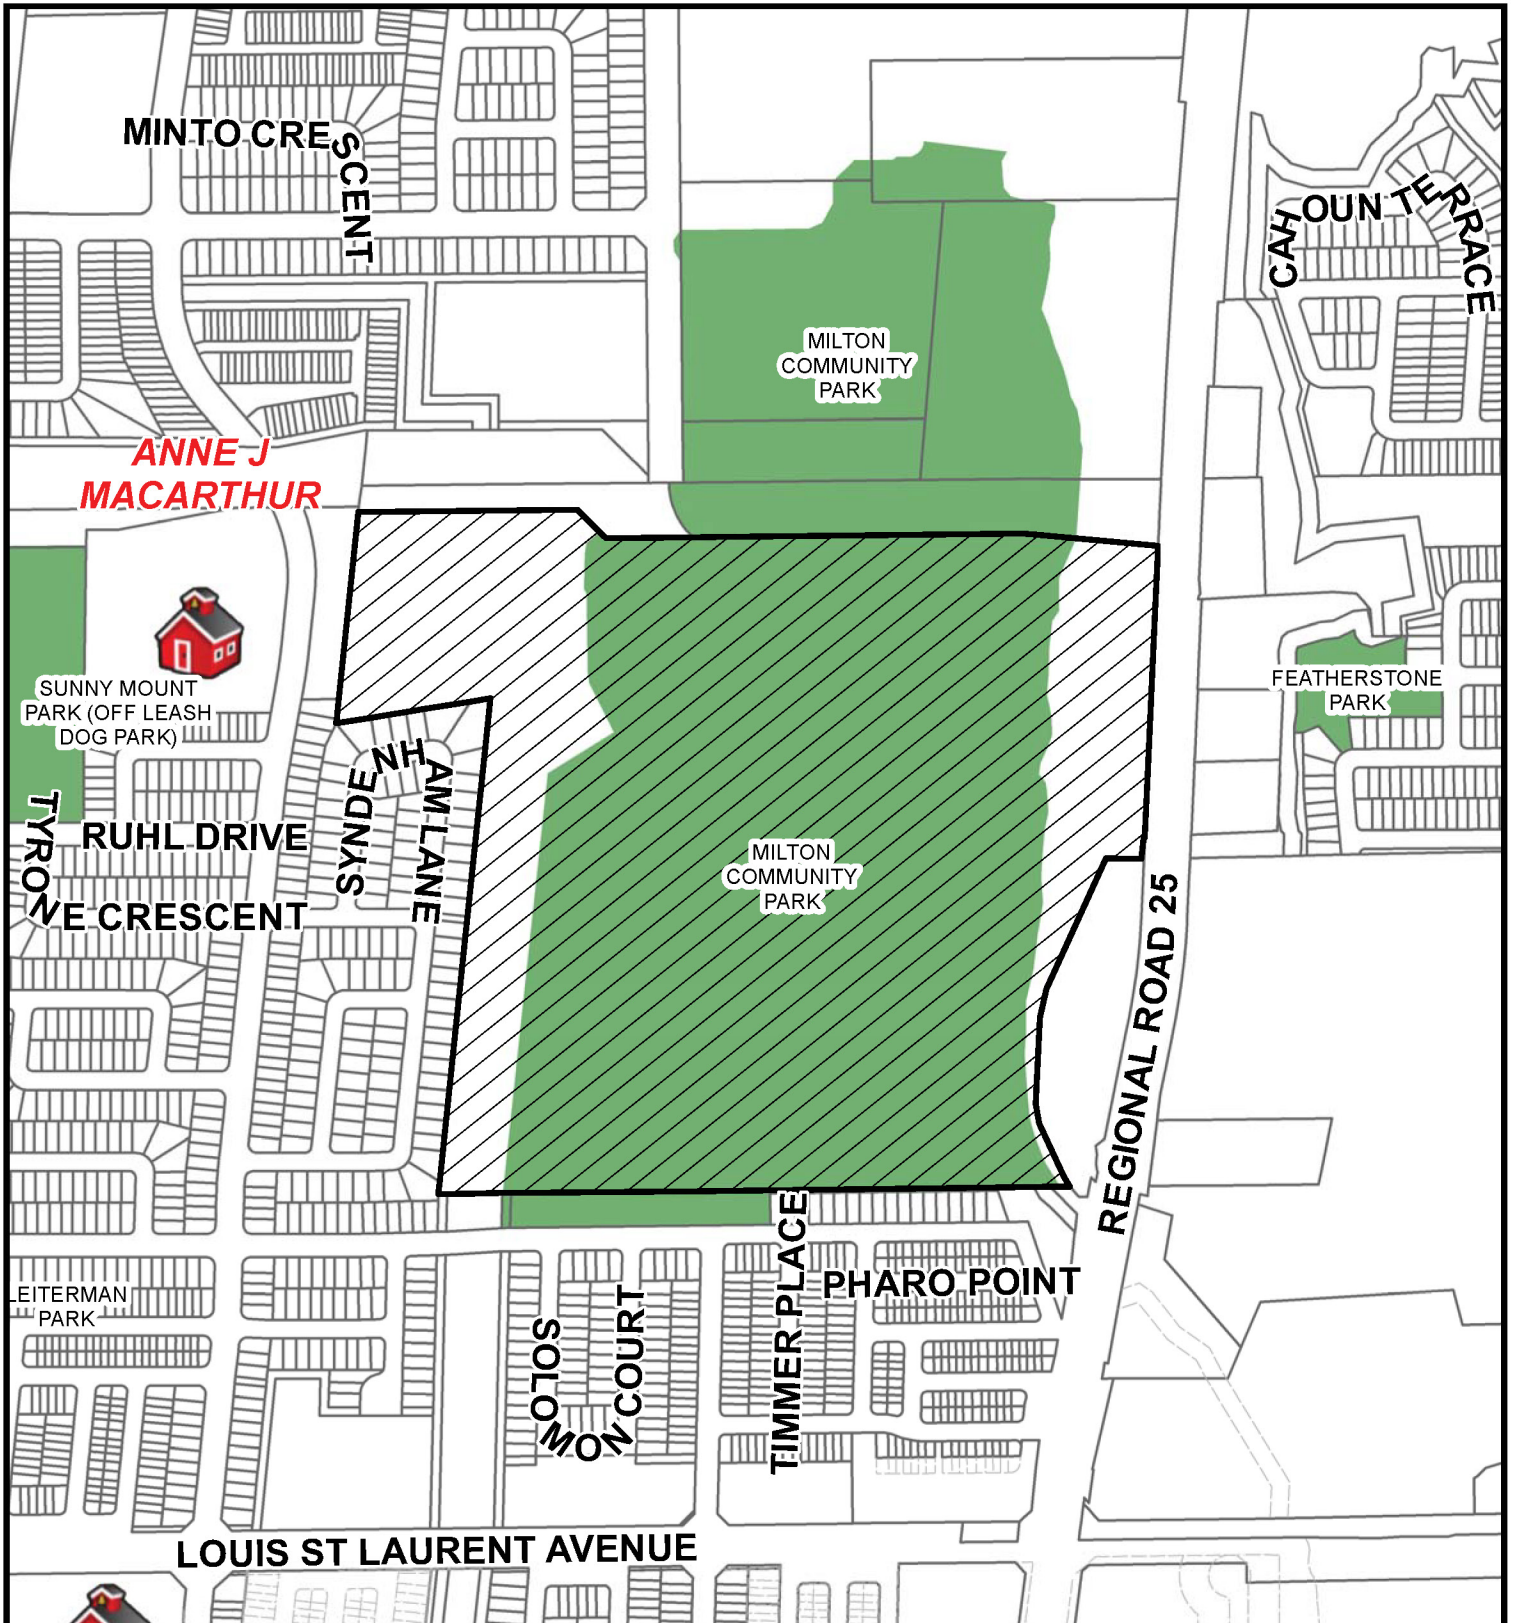 MINTO CRESCENT
CAHOUN TERRACE
MILTON
COMMUNITY
PARK
ANNE J
MACARTHUR
SUNNY MOUNT
PARK (OFF LEASH
DOG PARK)
FEATHERSTONE
PARK
SYNDENHAM LANE
RUHL DRIVE
TYRONE CRESCENT
MILTON
COMMUNITY
PARK
REGIONAL ROAD 25
LEITERMAN
PARK
SOLOMON COURT
TIMMER PLACE
PHARO POINT
LOUIS ST LAURENT AVENUE